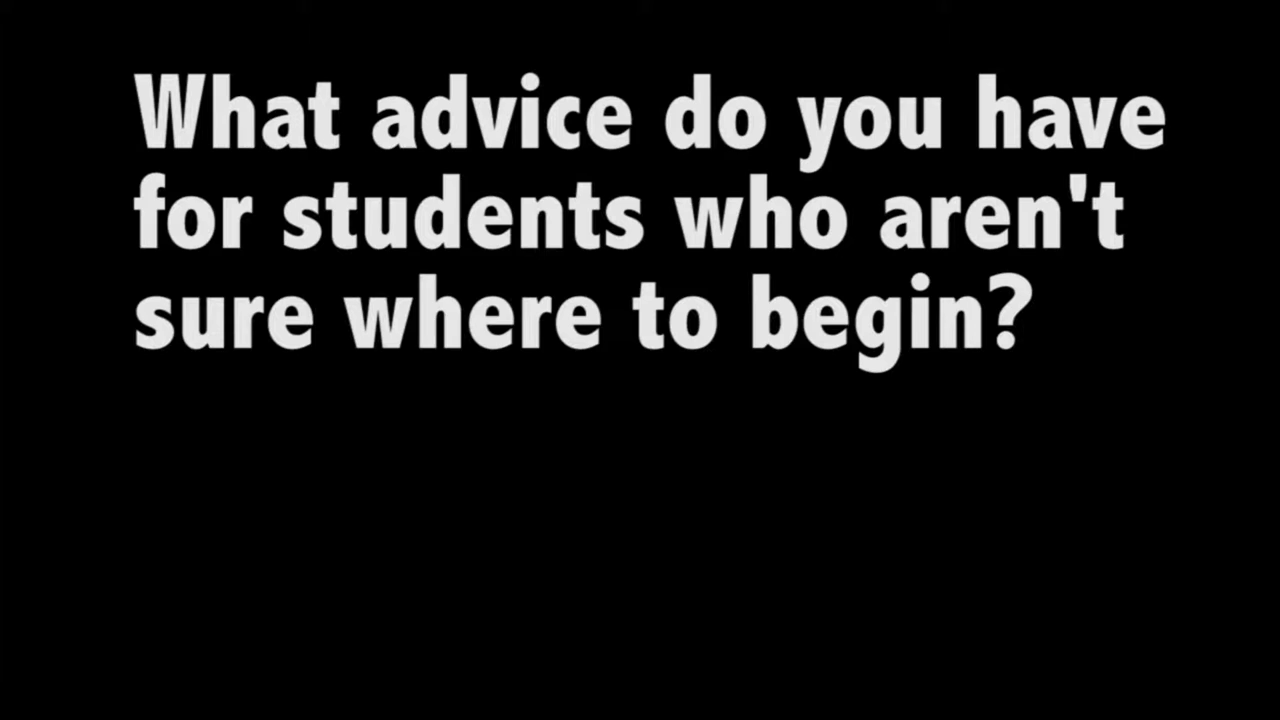 What advice do you have
for students who aren't
sure where to begin?